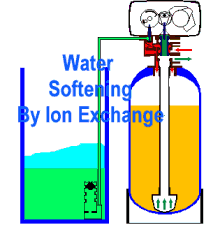 Water
Softening
By Ion Exchange